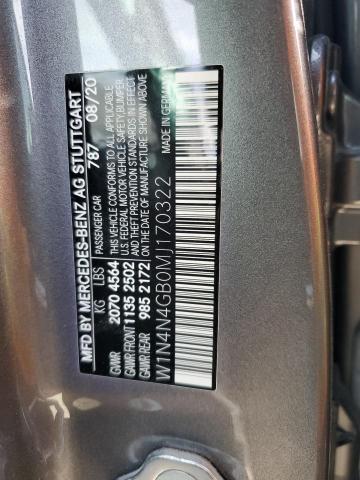 MFD BY MERCEDES-BENZ AG STUTTGART
PASSENGER CAR 787 08/20
KG LBS
GVWR 2070 4564
GAWR FRONT 1135 2502
GAWR REAR 985 2172
THIS VEHICLE CONFORMS TO ALL APPLICABLE
U.S. FEDERAL MOTOR VEHICLE SAFETY, BUMPER,
AND THEFT PREVENTION STANDARDS IN EFFECT
ON THE DATE OF MANUFACTURE SHOWN ABOVE
MADE IN GERMANY
W1N4N4GB0MJ170322